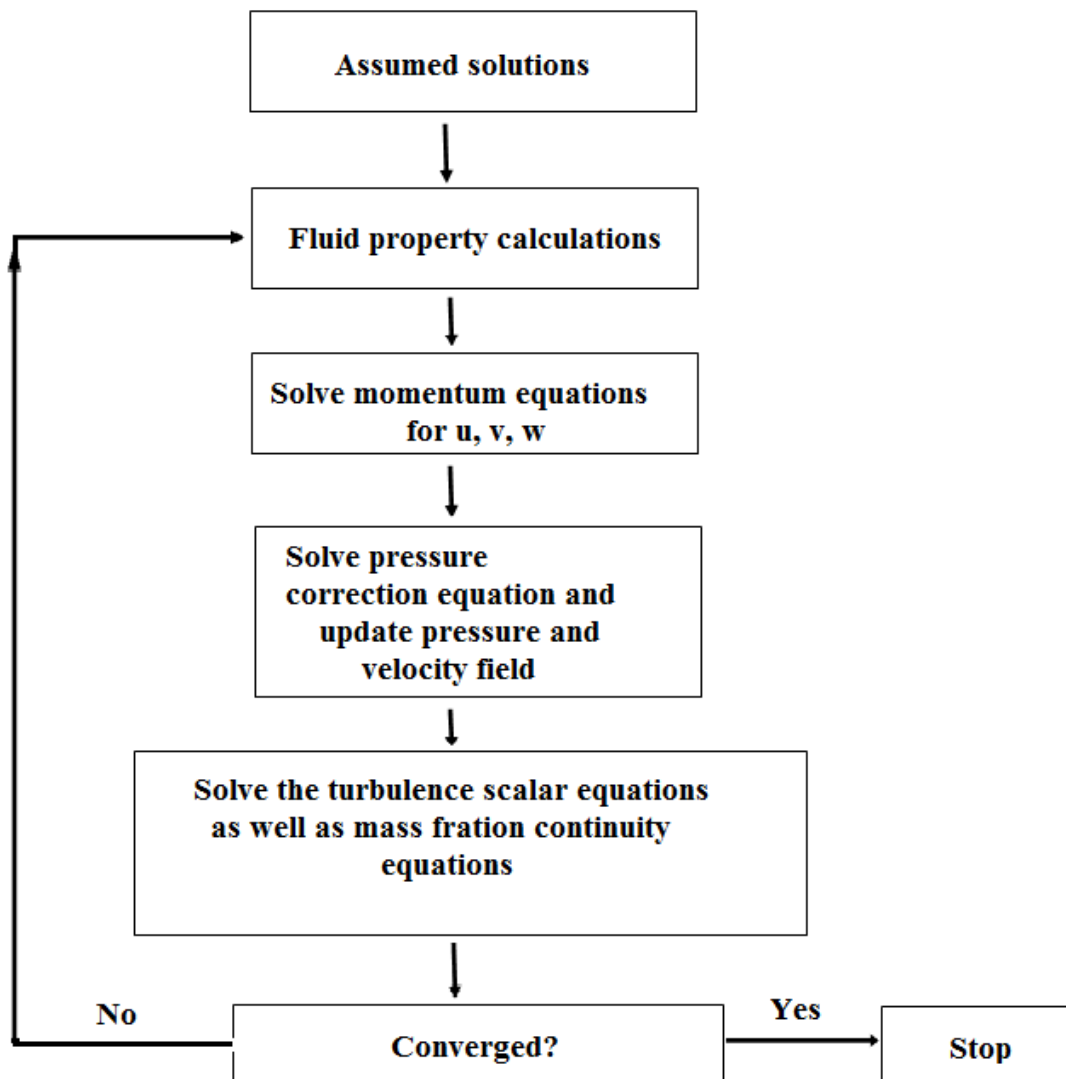 Assumed solutions
Fluid property calculations
Solve momentum equations
for u, v, w
Solve pressure
correction equation and
update pressure and
velocity field
Solve the turbulence scalar equations
as well as mass fration continuity
equations
No
Converged?
Yes
Stop